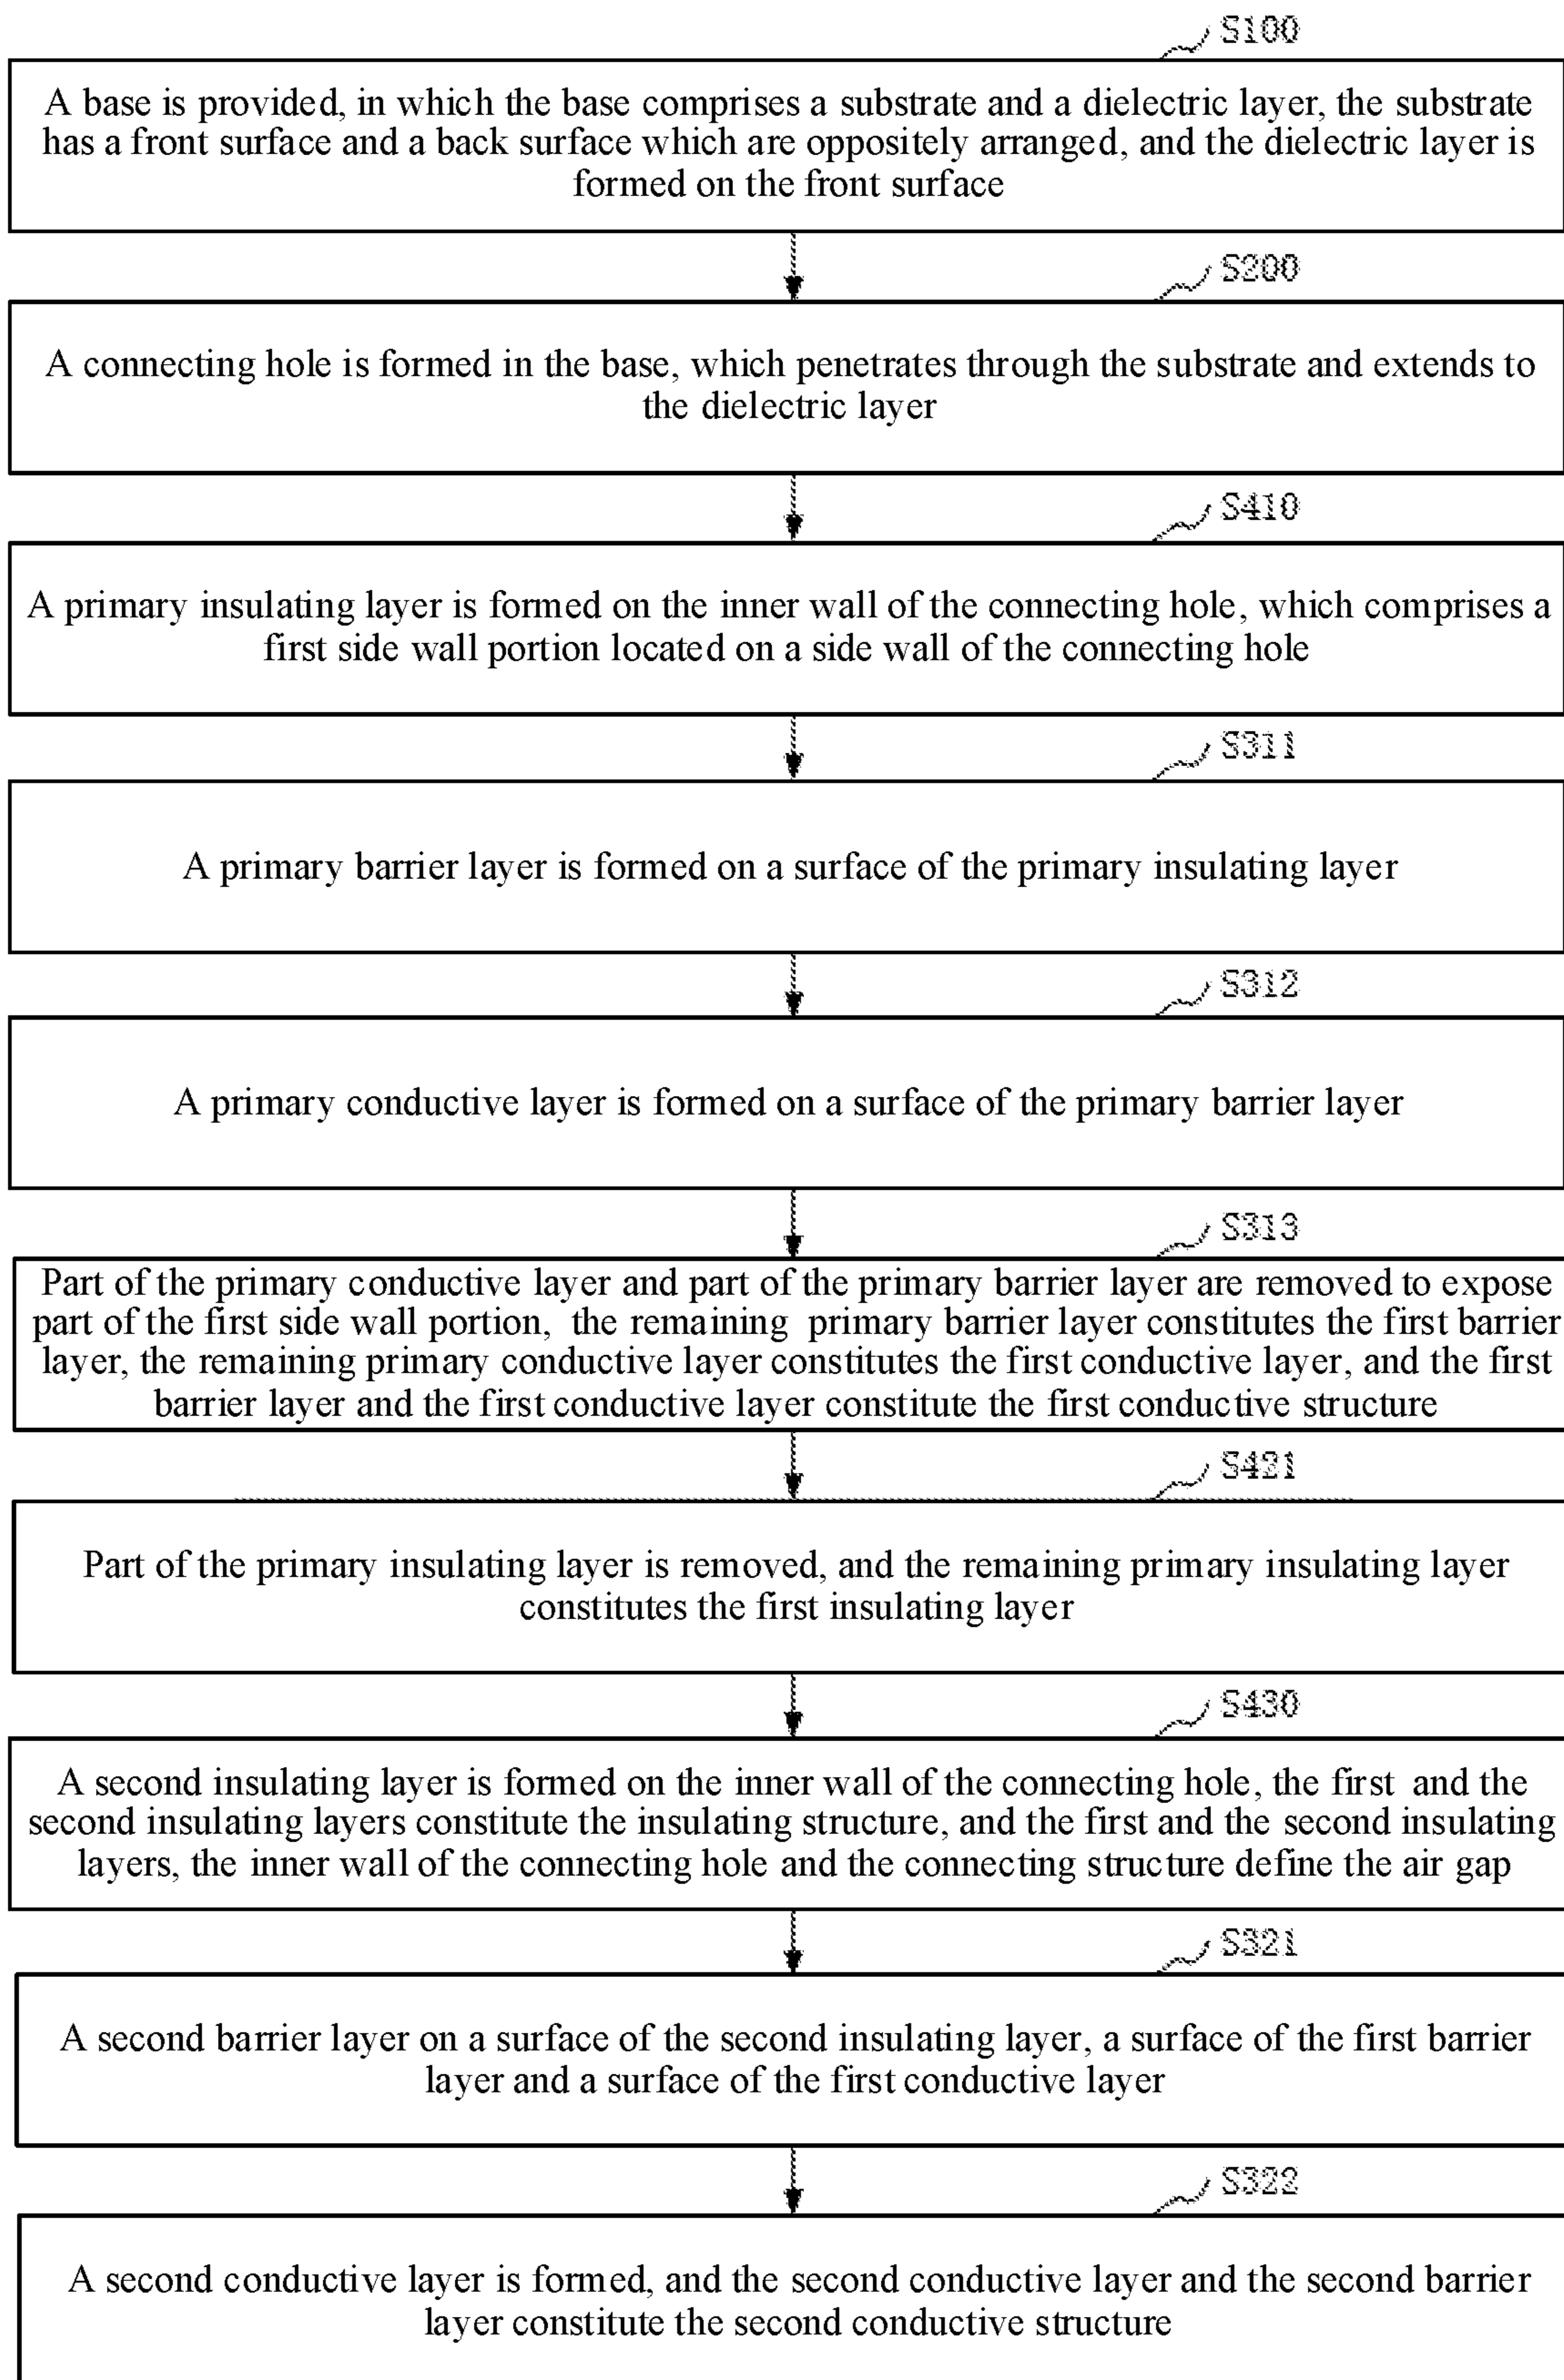 S100
A base is provided, in which the base comprises a substrate and a dielectric layer, the substrate
has a front surface and a back surface which are oppositely arranged, and the dielectric layer is
formed on the front surface
S200
A connecting hole is formed in the base, which penetrates through the substrate and extends to
the dielectric layer
S410
A primary insulating layer is formed on the inner wall of the connecting hole, which comprises a
first side wall portion located on a side wall of the connecting hole
S311
A primary barrier layer is formed on a surface of the primary insulating layer
S312
A primary conductive layer is formed on a surface of the primary barrier layer
S313
Part of the primary conductive layer and part of the primary barrier layer are removed to expose
part of the first side wall portion, the remaining primary barrier layer constitutes the first barrier
layer, the remaining primary conductive layer constitutes the first conductive layer, and the first
barrier layer and the first conductive layer constitute the first conductive structure
S421
Part of the primary insulating layer is removed, and the remaining primary insulating layer
constitutes the first insulating layer
S430
A second insulating layer is formed on the inner wall of the connecting hole, the first and the
second insulating layers constitute the insulating structure, and the first and the second insulating
layers, the inner wall of the connecting hole and the connecting structure define the air gap
S321
A second barrier layer on a surface of the second insulating layer, a surface of the first barrier
layer and a surface of the first conductive layer
S322
A second conductive layer is formed, and the second conductive layer and the second barrier
layer constitute the second conductive structure